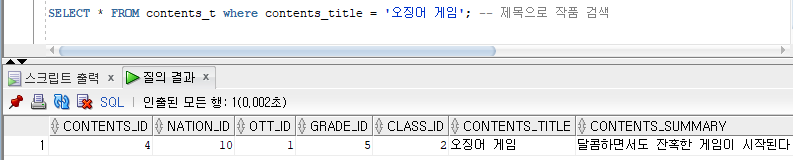 SELECT * FROM contents_t where contents_title = '오징어 게임'; -- 제목으로 작품 검색
스크립트 출력 x 질의 결과 x
SQL | 인출된 모든 행: 1(0,002초)
CONTENTS_ID NATION_ID OTT_ID GRADE_ID CLASS_ID CONTENTS_TITLE CONTENTS_SUMMARY
1 4 10 1 5 2 오징어 게임 달콤하면서도 잔혹한 게임이 시작된다